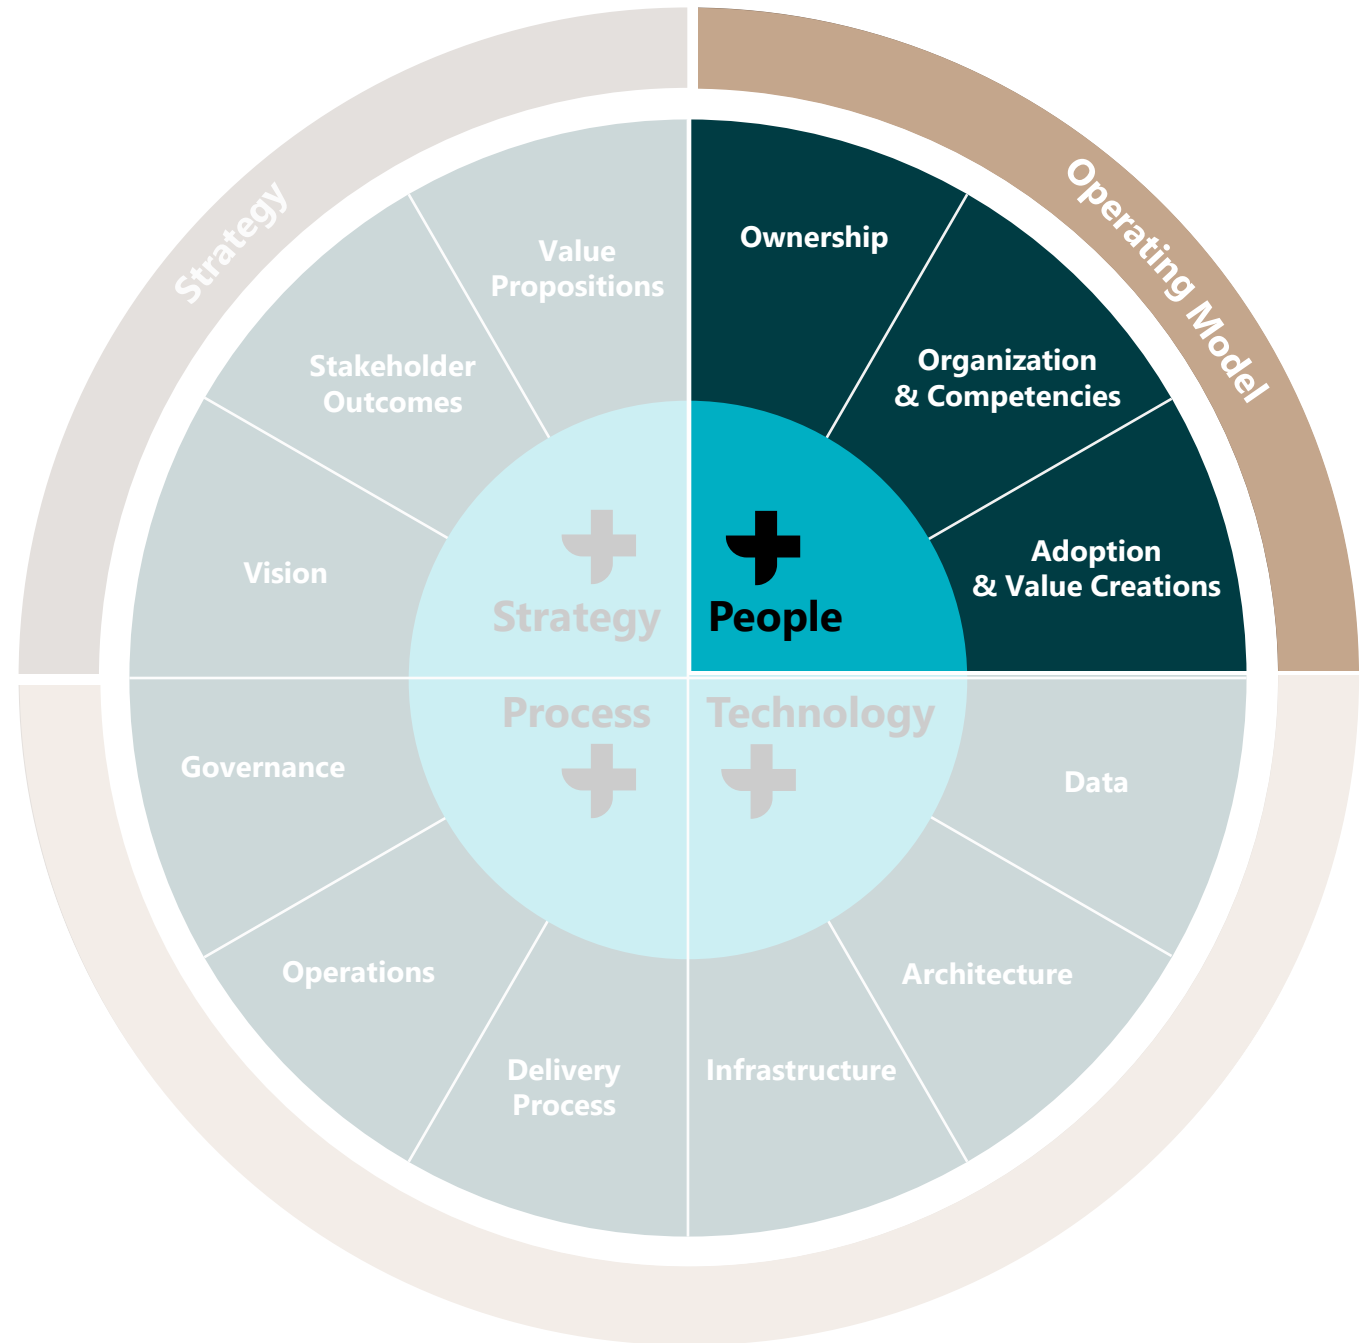 Strategy
Operating Model
Value
Propositions
Ownership
Stakeholder
Outcomes
Organization
& Competencies
Vision
Adoption
& Value Creations
Strategy
People
Process
Technology
Governance
Data
Operations
Architecture
Delivery
Process
Infrastructure